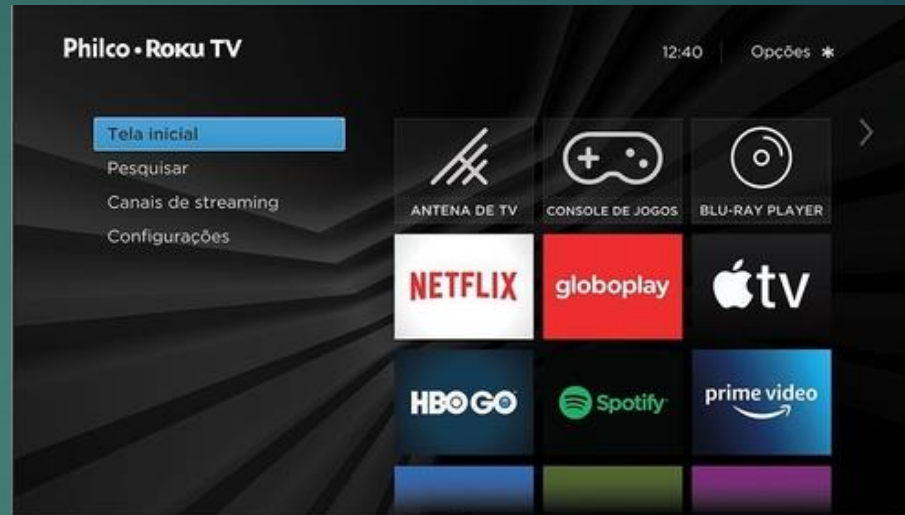 Philco • Roku TV
12:40 Opções *
Tela inicial
Pesquisar
Canais de streaming
Configurações
ANTENA DE TV
CONSOLE DE JOGOS
BLU-RAY PLAYER
NETFLIX
globoplay
tv
HBO GO
Spotify
prime video